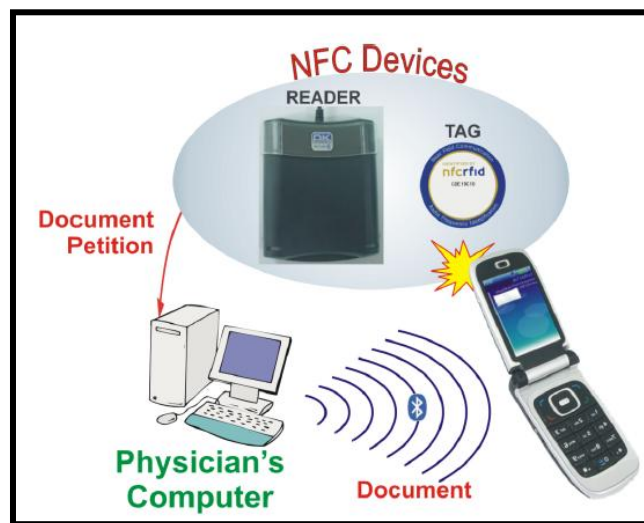 NFC Devices
READER
TAG
nfcrfid
Document
Petition
Physician's
Computer
Document